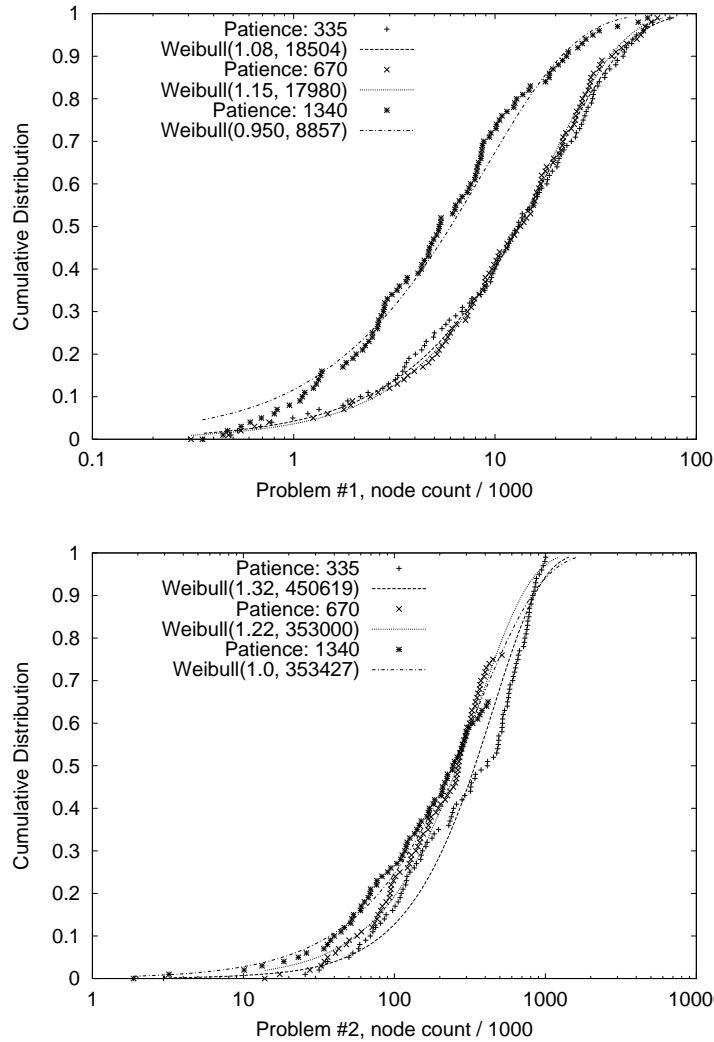 1
0.9
0.8
0.7
0.6
0.5
0.4
0.3
0.2
0.1
0
Cumulative Distribution
Patience: 335
Weibull(1.08, 18504)
Patience: 670
Weibull(1.15, 17980)
Patience: 1340
Weibull(0.950, 8857)
0.1 1 10 100
Problem #1, node count / 1000
1
0.9
0.8
0.7
0.6
0.5
0.4
0.3
0.2
0.1
0
Cumulative Distribution
Patience: 335
Weibull(1.32, 450619)
Patience: 670
Weibull(1.22, 353000)
Patience: 1340
Weibull(1.0, 353427)
1 10 100 1000 1000
Problem #2, node count / 1000